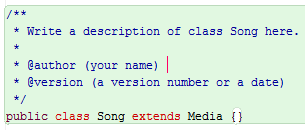 /**
 * Write a description of class Song here.
 *
 * @author (your name)
 * @version (a version number or a date)
 */
public class Song extends Media {}